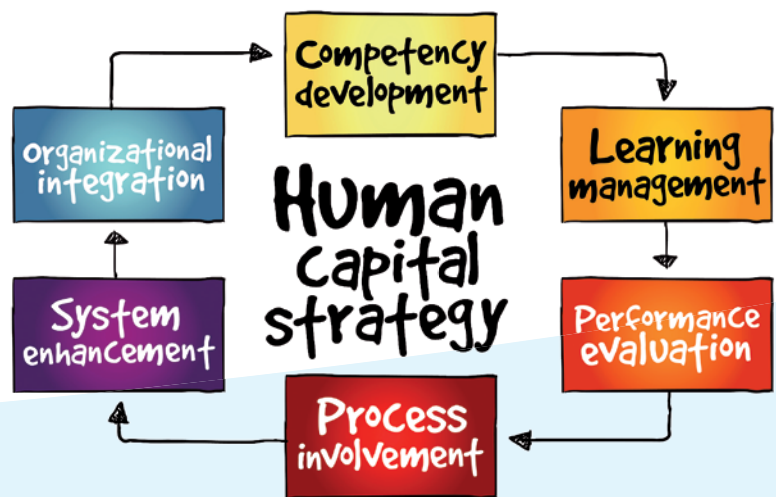 Competency
development
Learning
management
Performance
evaluation
Process
involvement
System
enhancement
Organizational
integration
Human
capital
strategy